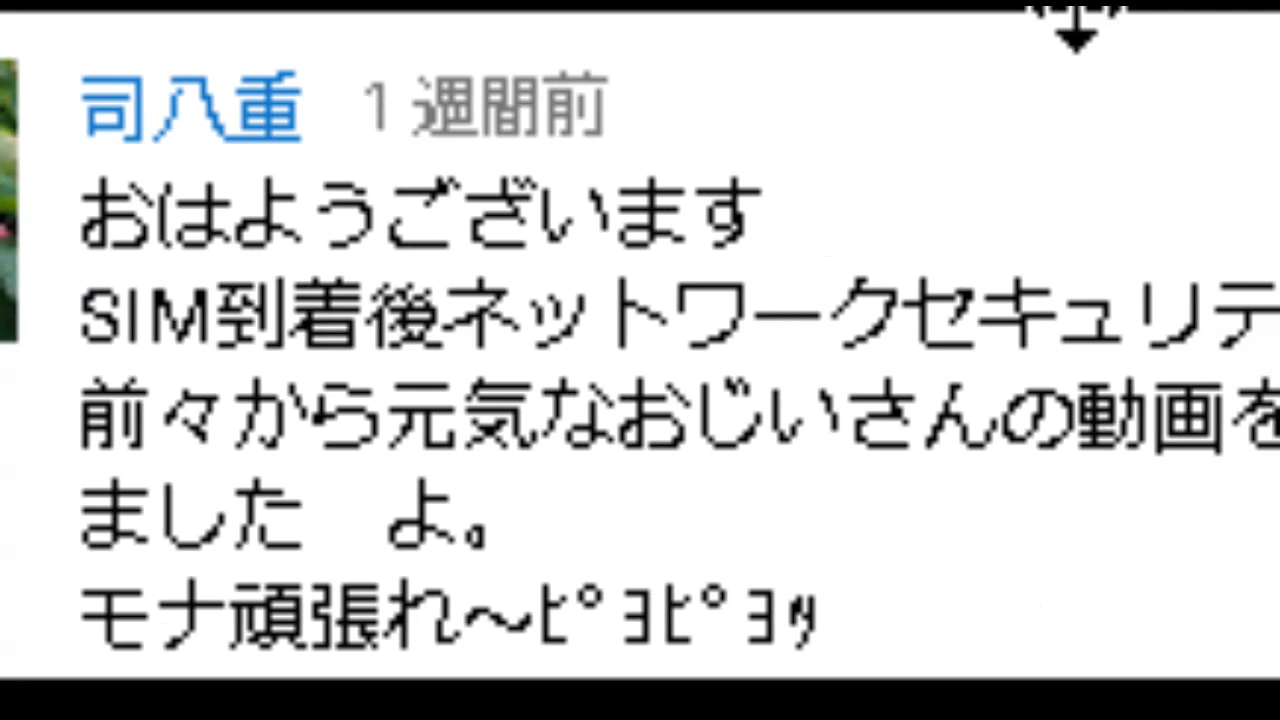 司八重 1 週間前
おはようございます
SIM到着後ネットワークセキュリテ
前々から元気なおじいさんの動画を
ました　よ。
モナ頑張れ～ﾋﾟﾖﾋﾟﾖ